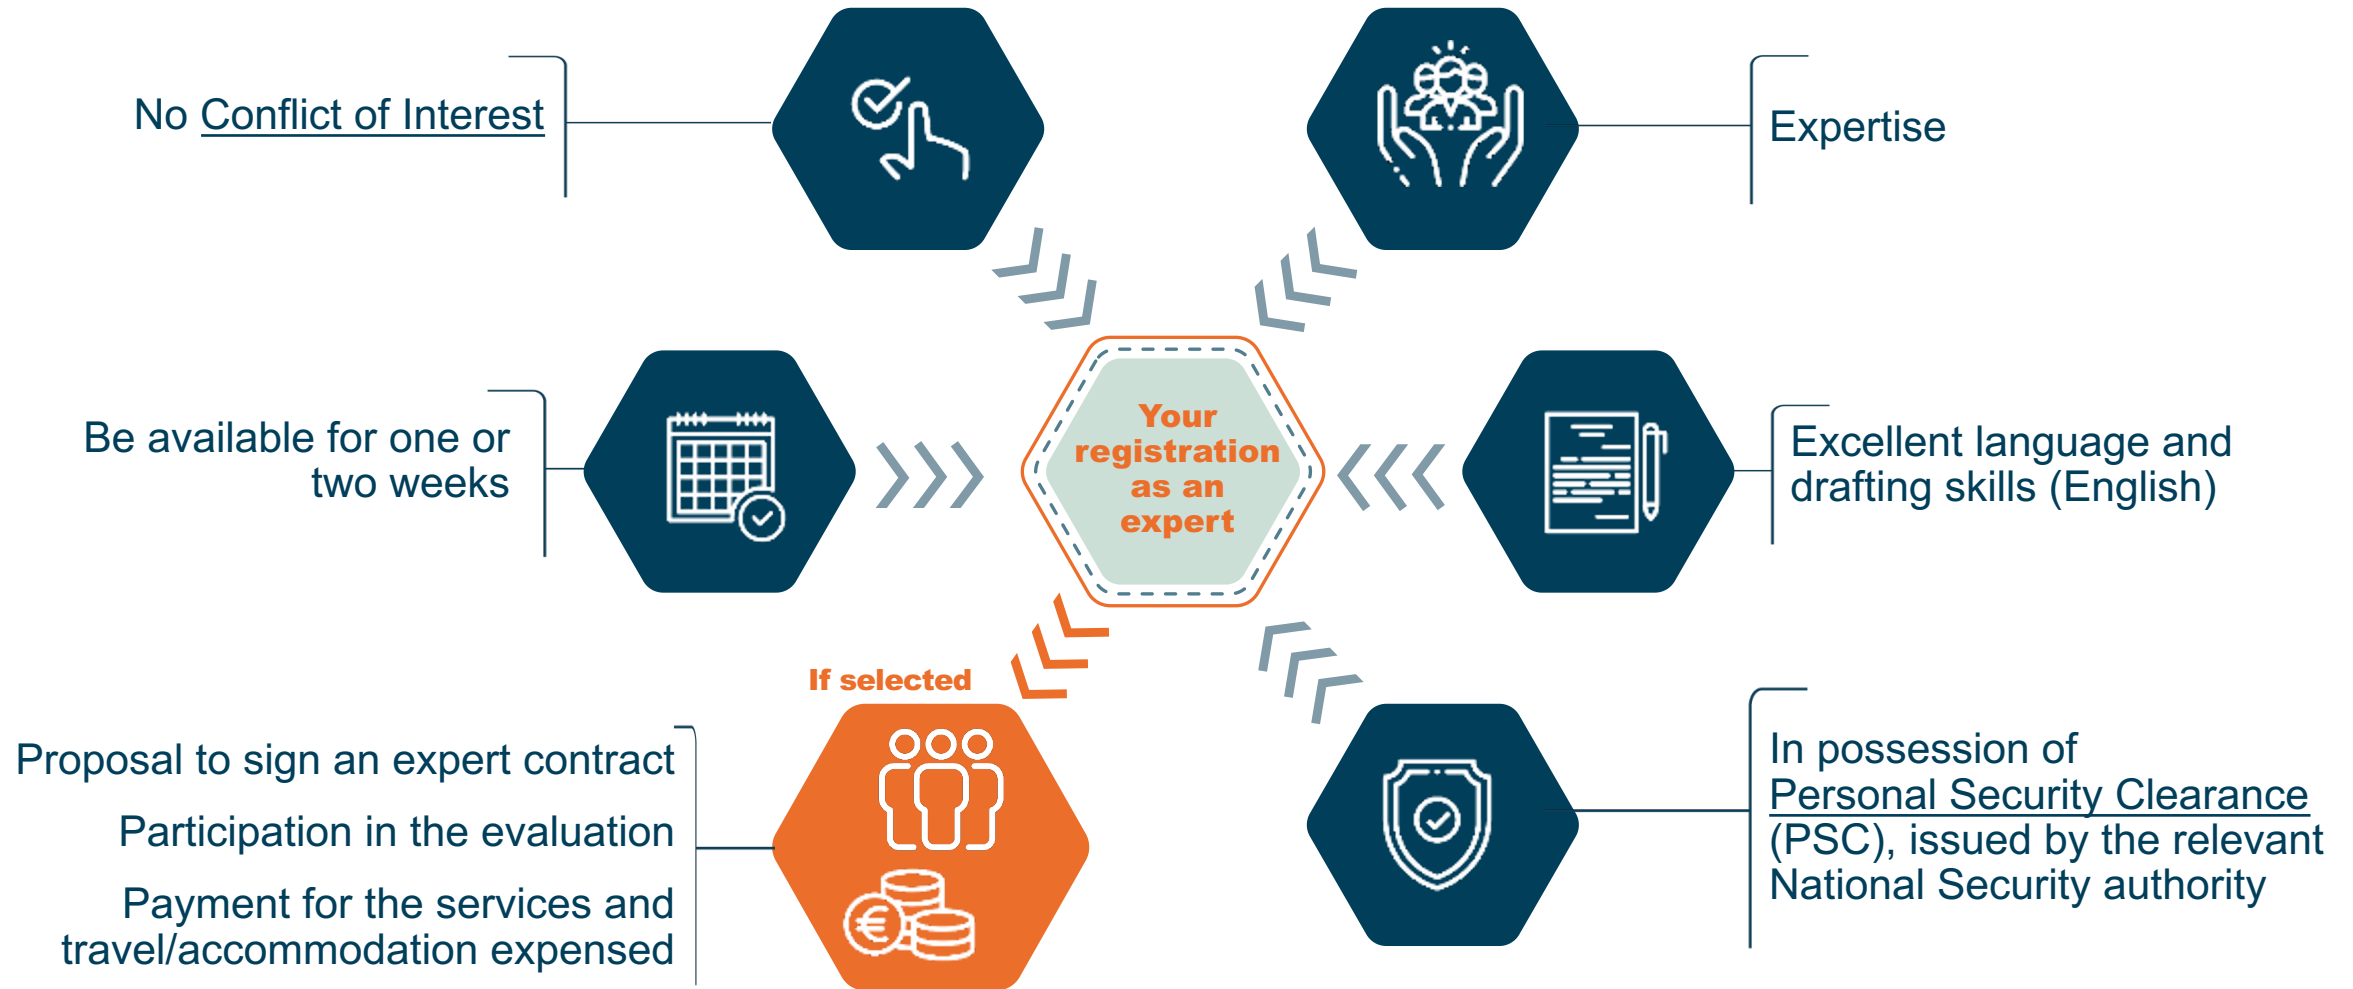 No Conflict of Interest
Expertise
Be available for one or
two weeks
Your
registration
as an
expert
Excellent language and
drafting skills (English)
If selected
Proposal to sign an expert contract
Participation in the evaluation
Payment for the services and
travel/accommodation expensed
In possession of
Personal Security Clearance
(PSC), issued by the relevant
National Security authority
€